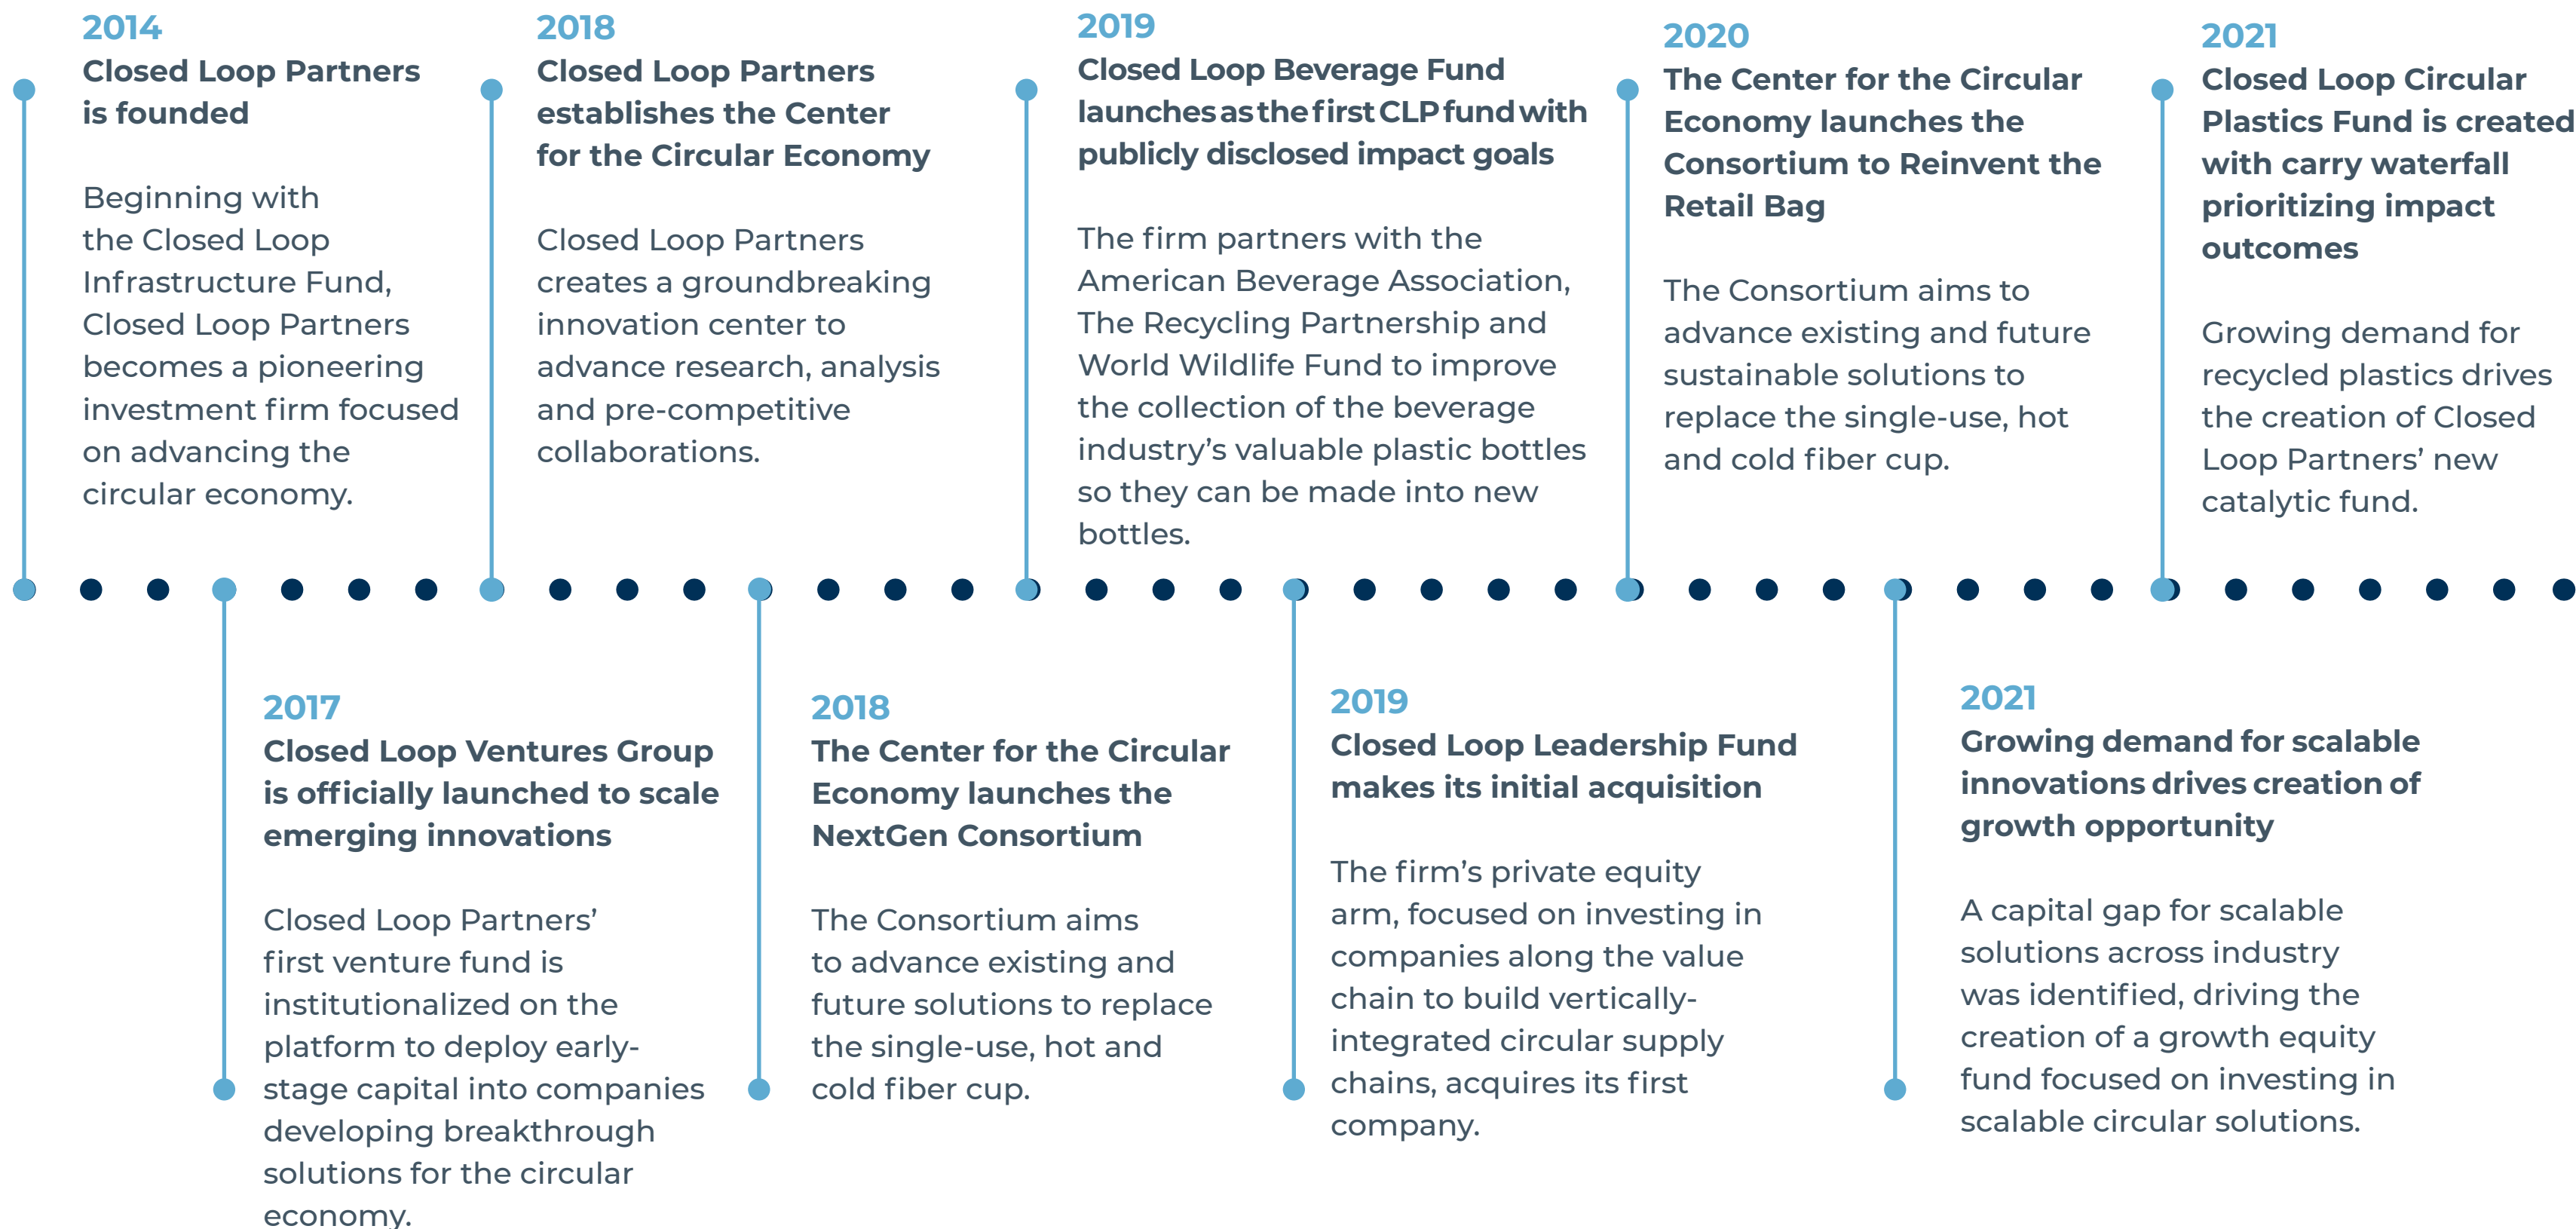 2014
Closed Loop Partners
is founded
Beginning with
the Closed Loop
Infrastructure Fund,
Closed Loop Partners
becomes a pioneering
investment firm focused
on advancing the
circular economy.
2018
Closed Loop Partners
establishes the Center
for the Circular Economy
Closed Loop Partners
creates a groundbreaking
innovation center to
advance research, analysis
and pre-competitive
collaborations.
2019
Closed Loop Beverage Fund
launches as the first CLP fund with
publicly disclosed impact goals
The firm partners with the
American Beverage Association,
The Recycling Partnership and
World Wildlife Fund to improve
the collection of the beverage
industry’s valuable plastic bottles
so they can be made into new
bottles.
2020
The Center for the Circular
Economy launches the
Consortium to Reinvent the
Retail Bag
The Consortium aims to
advance existing and future
sustainable solutions to
replace the single-use, hot
and cold fiber cup.
2021
Closed Loop Circular
Plastics Fund is created
with carry waterfall
prioritizing impact
outcomes
Growing demand for
recycled plastics drives
the creation of Closed
Loop Partners’ new
catalytic fund.
2017
Closed Loop Ventures Group
is officially launched to scale
emerging innovations
Closed Loop Partners’
first venture fund is
institutionalized on the
platform to deploy early-
stage capital into companies
developing breakthrough
solutions for the circular
economy.
2018
The Center for the Circular
Economy launches the
NextGen Consortium
The Consortium aims
to advance existing and
future solutions to replace
the single-use, hot and
cold fiber cup.
2019
Closed Loop Leadership Fund
makes its initial acquisition
The firm’s private equity
arm, focused on investing in
companies along the value
chain to build vertically-
integrated circular supply
chains, acquires its first
company.
2021
Growing demand for scalable
innovations drives creation of
growth opportunity
A capital gap for scalable
solutions across industry
was identified, driving the
creation of a growth equity
fund focused on investing in
scalable circular solutions.